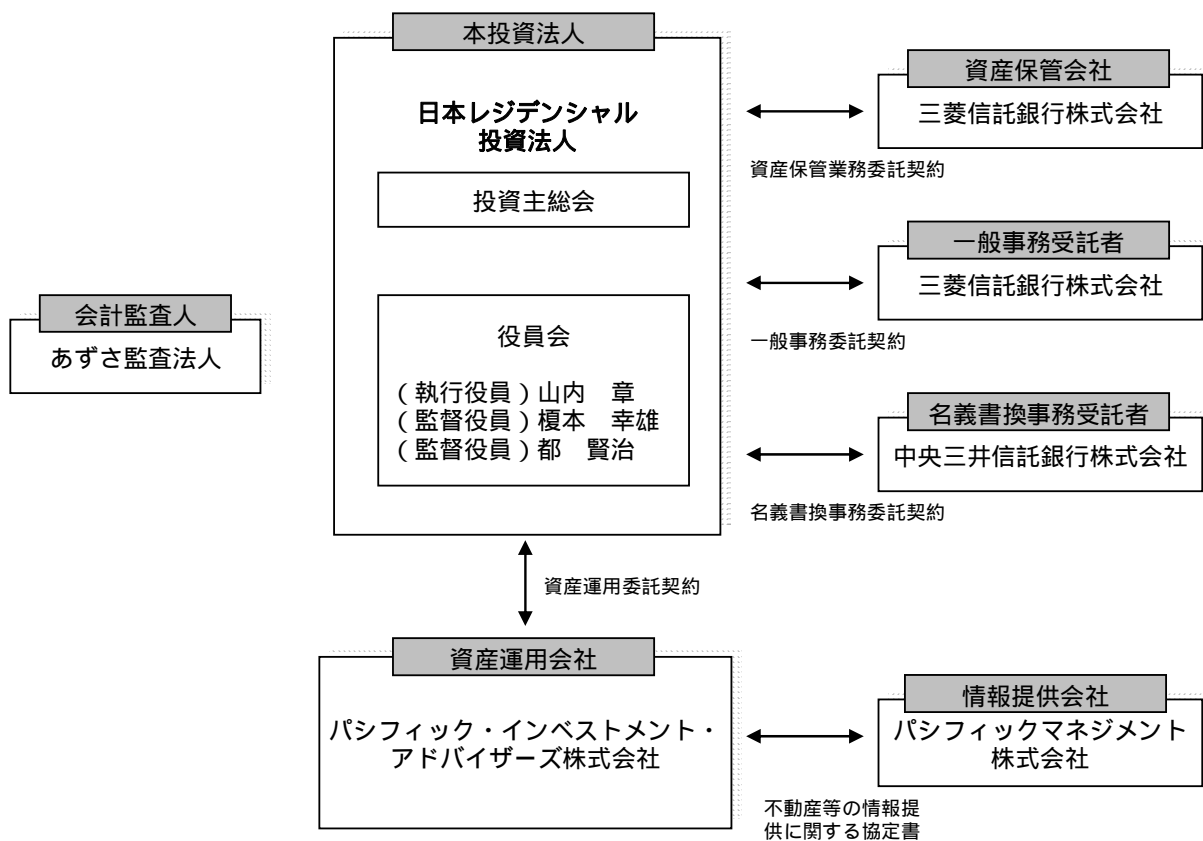 本投資法人
日本レジデンシャル
投資法人
投資主総会
役員会
（執行役員）山内　章
（監督役員）榎本　幸雄
（監督役員）都　賢治
会計監査人
あずさ監査法人
資産保管会社
三菱信託銀行株式会社
資産保管業務委託契約
一般事務受託者
三菱信託銀行株式会社
一般事務委託契約
名義書換事務受託者
中央三井信託銀行株式会社
名義書換事務委託契約
資産運用委託契約
資産運用会社
パシフィック・インベストメント・
アドバイザーズ株式会社
情報提供会社
パシフィックマネジメント
株式会社
不動産等の情報提
供に関する協定書